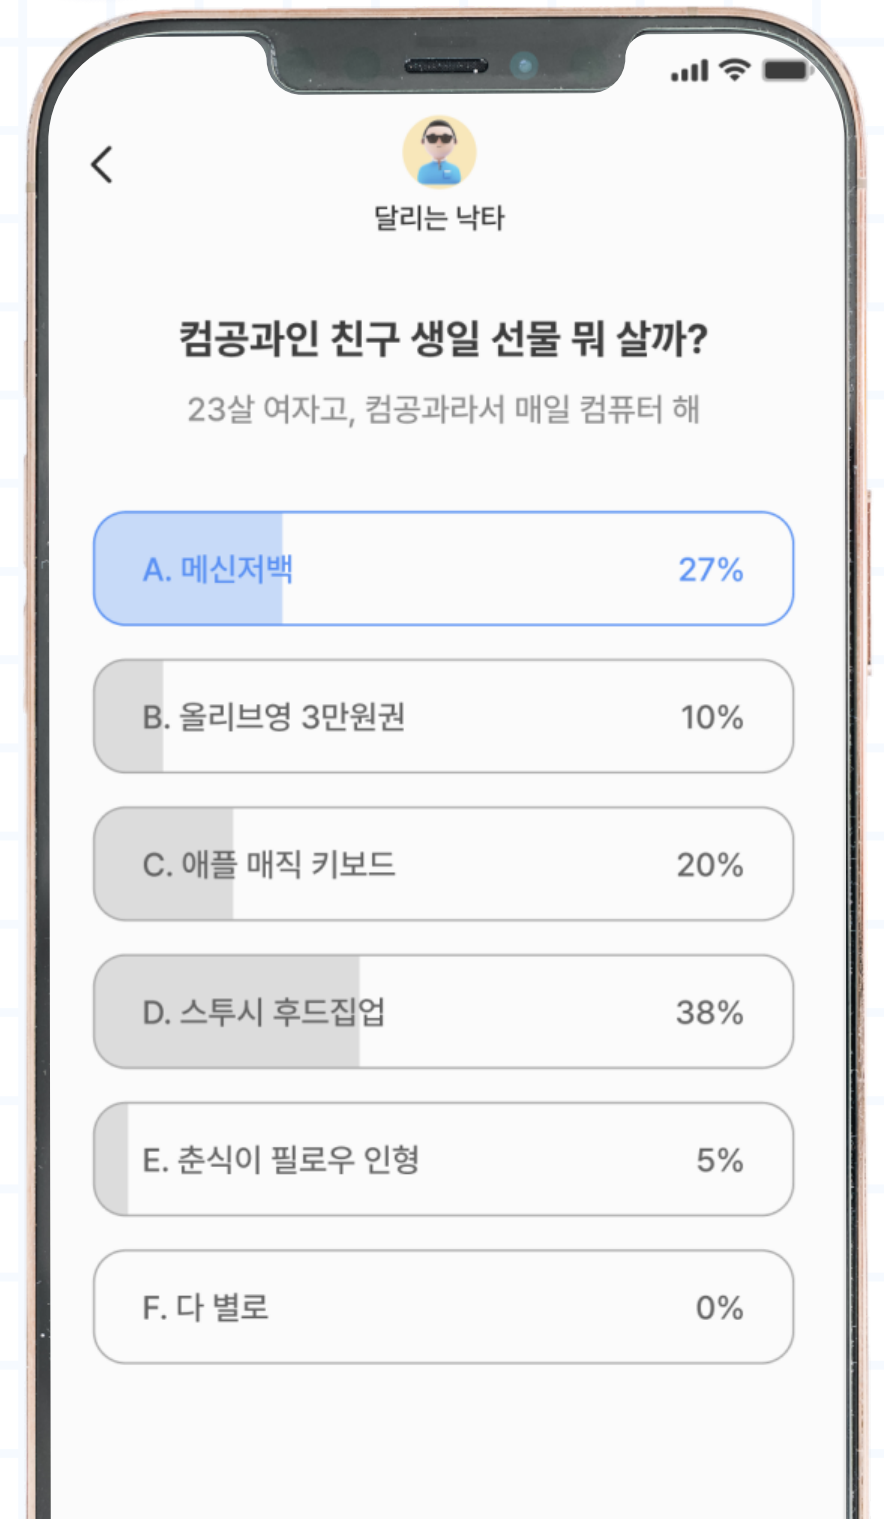 달리는 낙타
컴공과인 친구 생일 선물 뭐 살까?
23살 여자고, 컴공과라서 매일 컴퓨터 해
A. 메신저백 27%
B. 올리브영 3만원권 10%
C. 애플 매직 키보드 20%
D. 스투시 후드집업 38%
E. 춘식이 필로우 인형 5%
F. 다 별로 0%